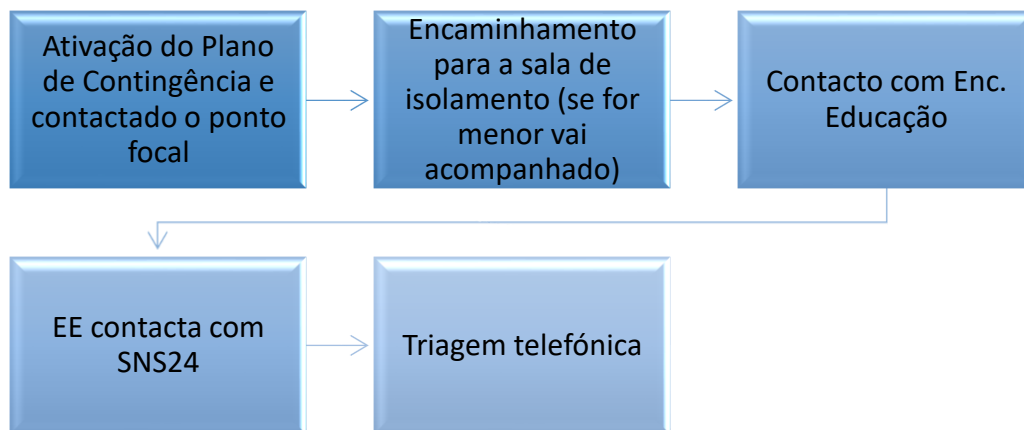 Ativação do Plano
de Contingência e
contactado o ponto
focal
Encaminhamento
para a sala de
isolamento (se for
menor vai
acompanhado)
Contacto com Enc.
Educação
EE contacta com
SNS24
Triagem telefónica